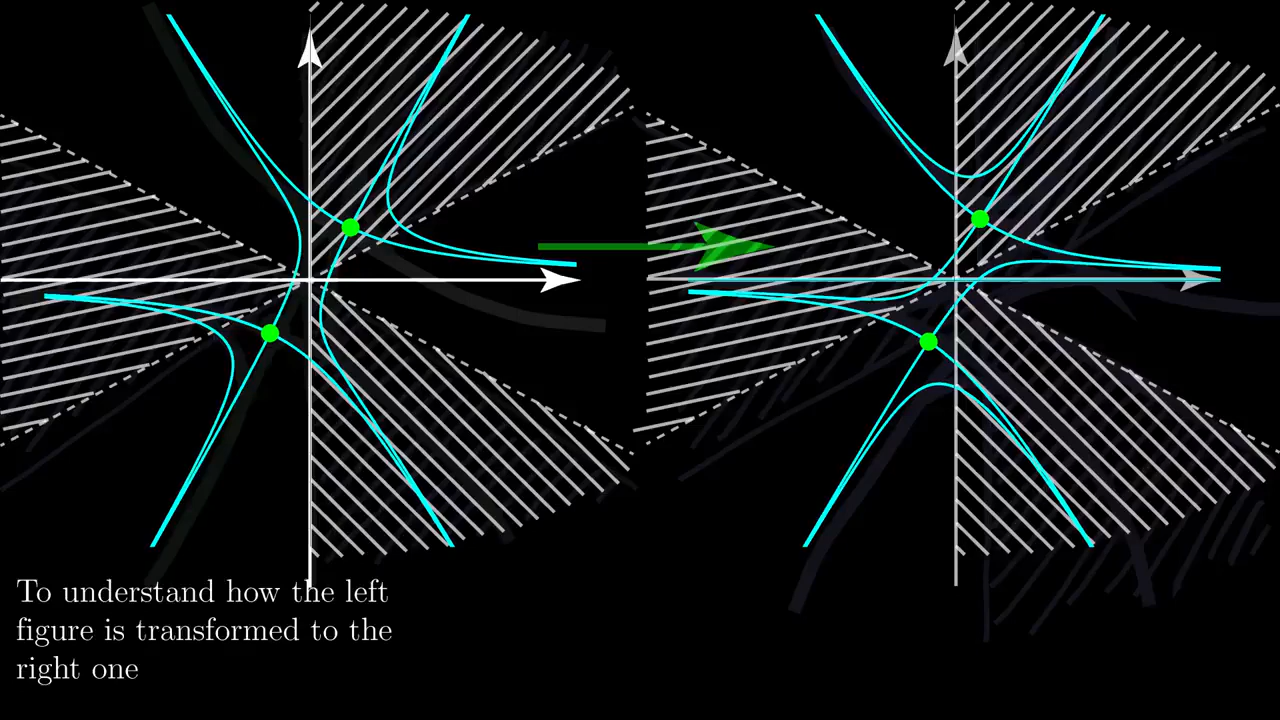 To understand how the left
figure is transformed to the
right one